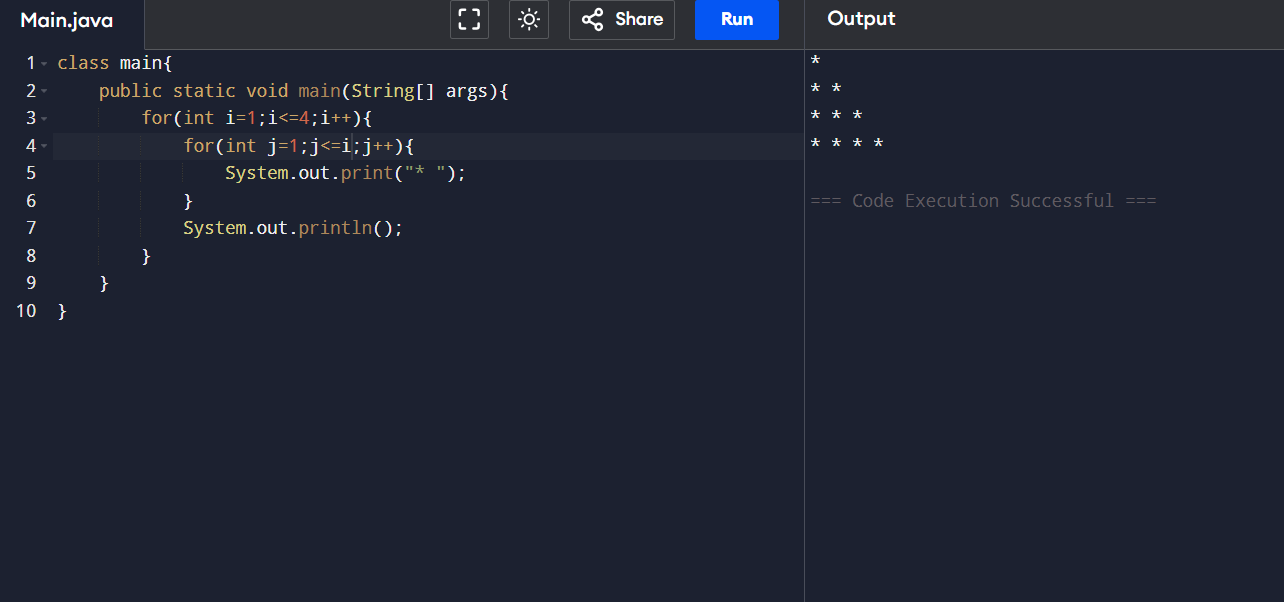 Main.java Share Run Output
1 class main{
2     public static void main(String[] args){
3         for(int i=1;i<=4;i++){
4             for(int j=1;j<=i;j++){
5                 System.out.print("* ");
6             }
7             System.out.println();
8         }
9     }
10 }
*
* *
* * *
* * * *
=== Code Execution Successful ===